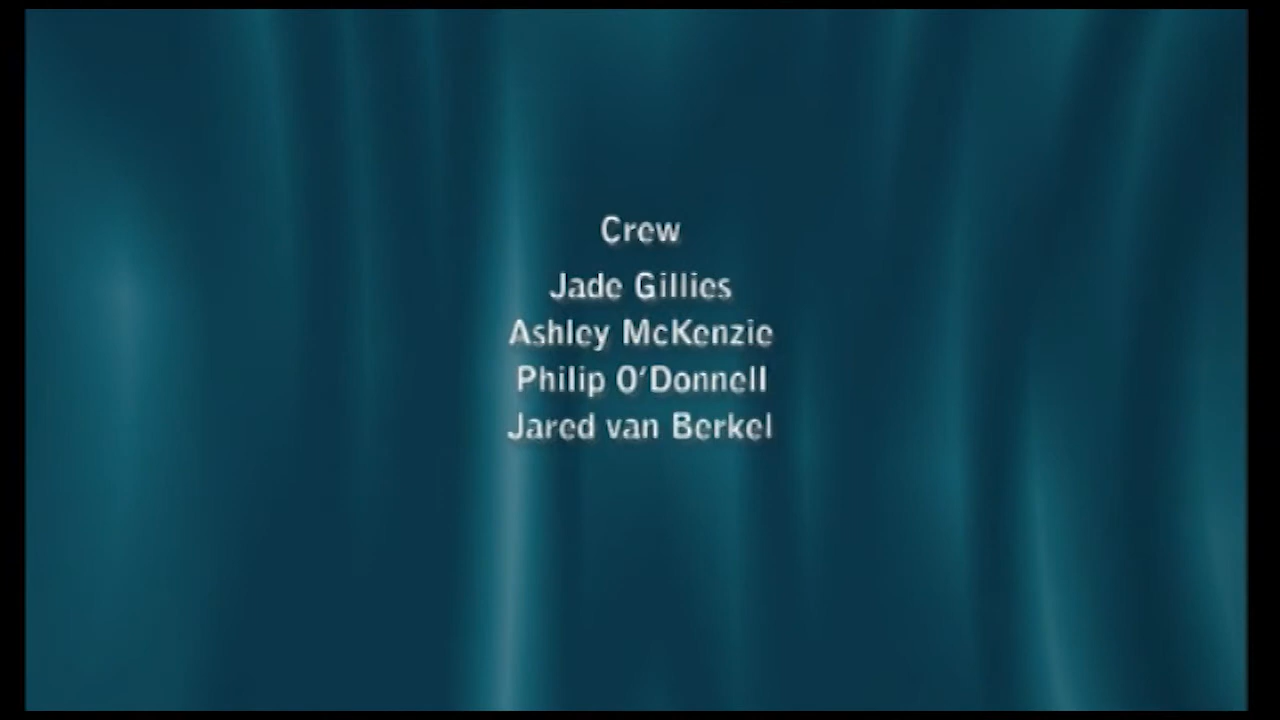 Crew
Jade Gillies
Ashley McKenzie
Philip O'Donnell
Jared van Berkel